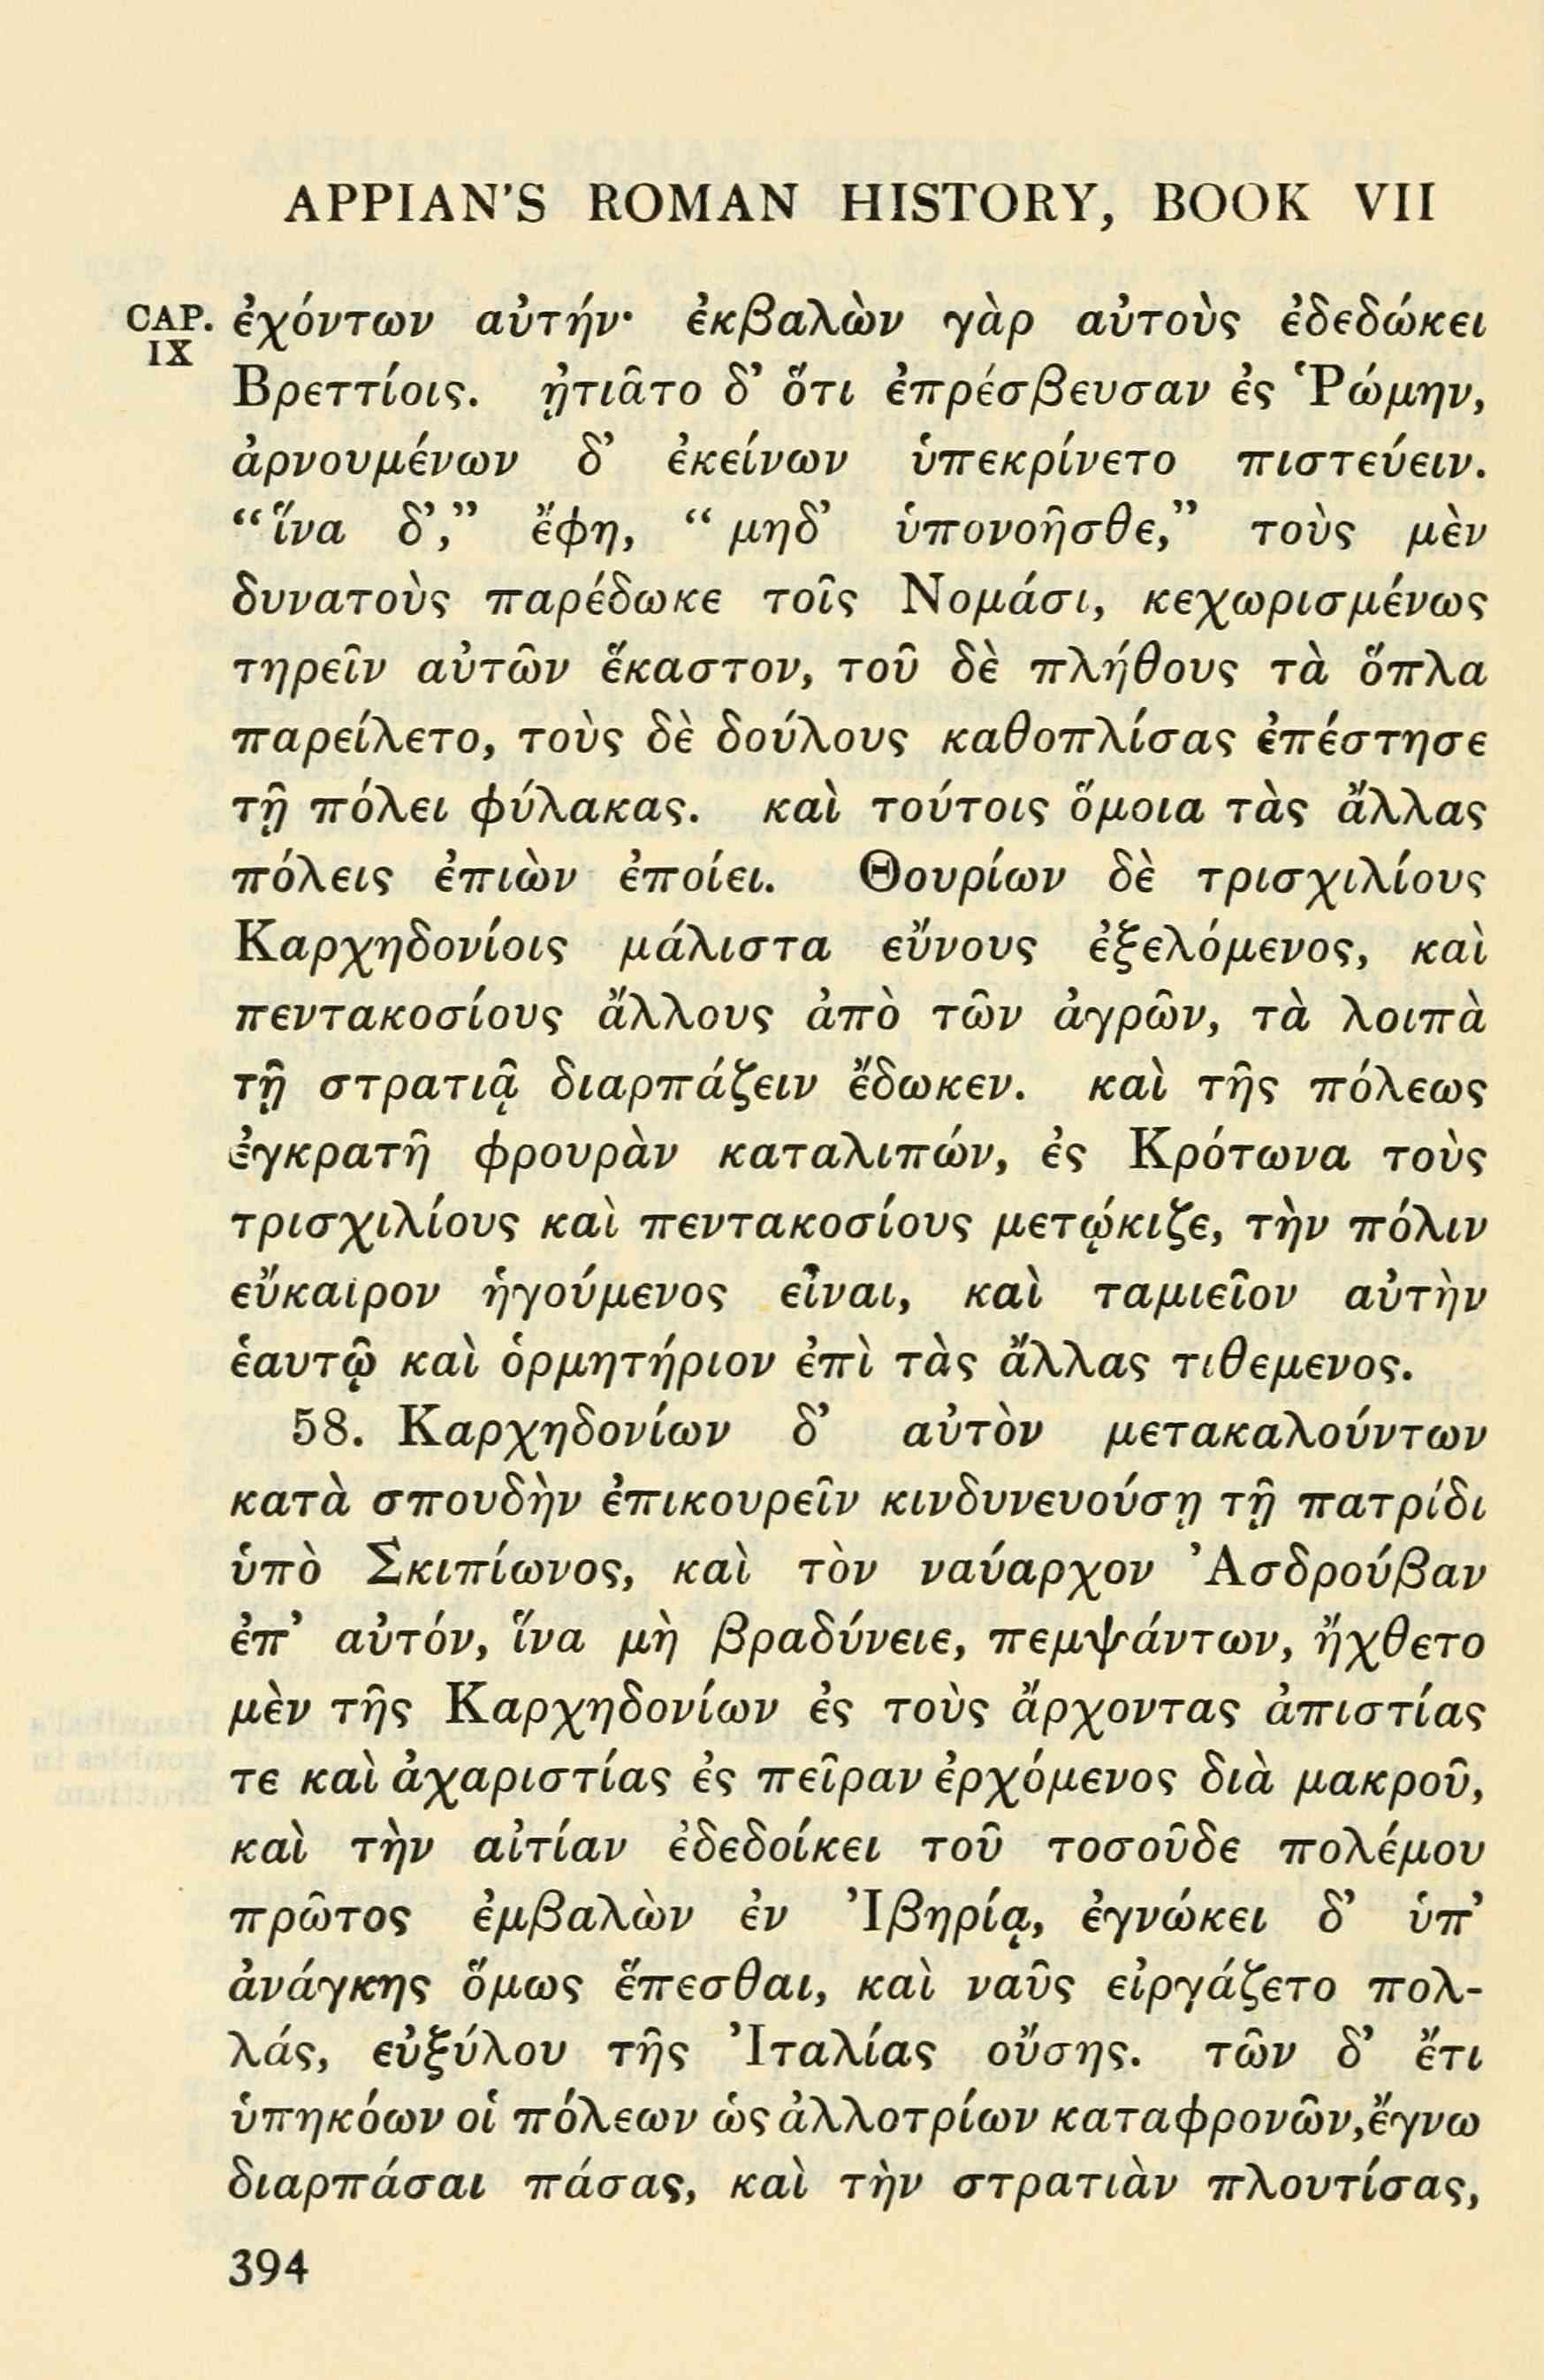 APPIAN'S ROMAN HISTORY, BOOK VII
CAP. IX ἐχόντων αὐτήν· ἐκβαλὼν γὰρ αὐτοὺς ἐδεδώκει
Βρεττίοις. ᾐτιᾶτο δ' ὅτι ἐπρέσβευσαν ἐς Ῥώμην,
ἀρνουμένων δ' ἐκείνων ὑπεκρίνετο πιστεύειν.
“ἵνα δ',” ἔφη, “μηδ' ὑπονοῆσθε,” τοὺς μὲν
δυνατοὺς παρέδωκε τοῖς Νομάσι, κεχωρισμένως
τηρεῖν αὐτῶν ἕκαστον, τοῦ δὲ πλήθους τὰ ὅπλα
παρείλετο, τοὺς δὲ δούλους καθοπλίσας ἐπέστησε
τῇ πόλει φύλακας. καὶ τούτοις ὅμοια τὰς ἄλλας
πόλεις ἐπιὼν ἐποίει. Θουρίων δὲ τρισχιλίους
Καρχηδονίοις μάλιστα εὔνους ἐξελόμενος, καὶ
πεντακοσίους ἄλλους ἀπὸ τῶν ἀγρῶν, τὰ λοιπὰ
τῇ στρατιᾷ διαρπάζειν ἔδωκεν. καὶ τῆς πόλεως
ἐγκρατῆ φρουρὰν καταλιπών, ἐς Κρότωνα τοὺς
τρισχιλίους καὶ πεντακοσίους μετῴκιζε, τὴν πόλιν
εὔκαιρον ἡγούμενος εἶναι, καὶ ταμιεῖον αὐτὴν
ἑαυτῷ καὶ ὁρμητήριον ἐπὶ τὰς ἄλλας τιθεμενος.
58. Καρχηδονίων δ' αὐτὸν μετακαλούντων
κατὰ σπουδὴν ἐπικουρεῖν κινδυνευούσῃ τῇ πατρίδι
ὑπὸ Σκιπίωνος, καὶ τὸν ναύαρχον Ἀσδρούβαν
ἐπ' αὐτόν, ἵνα μὴ βραδύνειε, πεμψάντων, ἤχθετο
μὲν τῆς Καρχηδονίων ἐς τοὺς ἄρχοντας ἀπιστίας
τε καὶ ἀχαριστίας ἐς πεῖραν ἐρχόμενος διὰ μακροῦ,
καὶ τὴν αἰτίαν ἐδεδοίκει τοῦ τοσοῦδε πολέμου
πρῶτος ἐμβαλὼν ἐν Ἰβηρίᾳ, ἐγνώκει δ' ὑπ'
ἀνάγκης ὅμως ἕπεσθαι, καὶ ναῦς εἰργάζετο πολ-
λάς, εὐξύλου τῆς Ἰταλίας οὔσης. τῶν δ' ἔτι
ὑπηκόων οἱ πόλεων ὡς ἀλλοτρίων καταφρονῶν, ἔγνω
διαρπάσαι πάσας, καὶ τὴν στρατιὰν πλουτίσας,
394